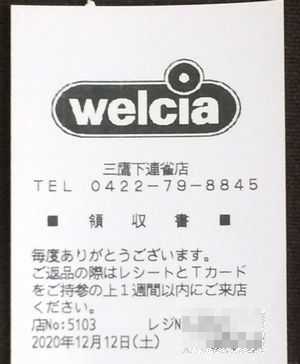 welcia
三鷹下連雀店
TEL 0422-79-8845
■ 領 収 書 ■
毎度ありがとうございます。
ご返品の際はレシートとTカード
をご持参の上1週間以内にご来店
ください。
店No:5103 レジN
2020年12月12日(土)